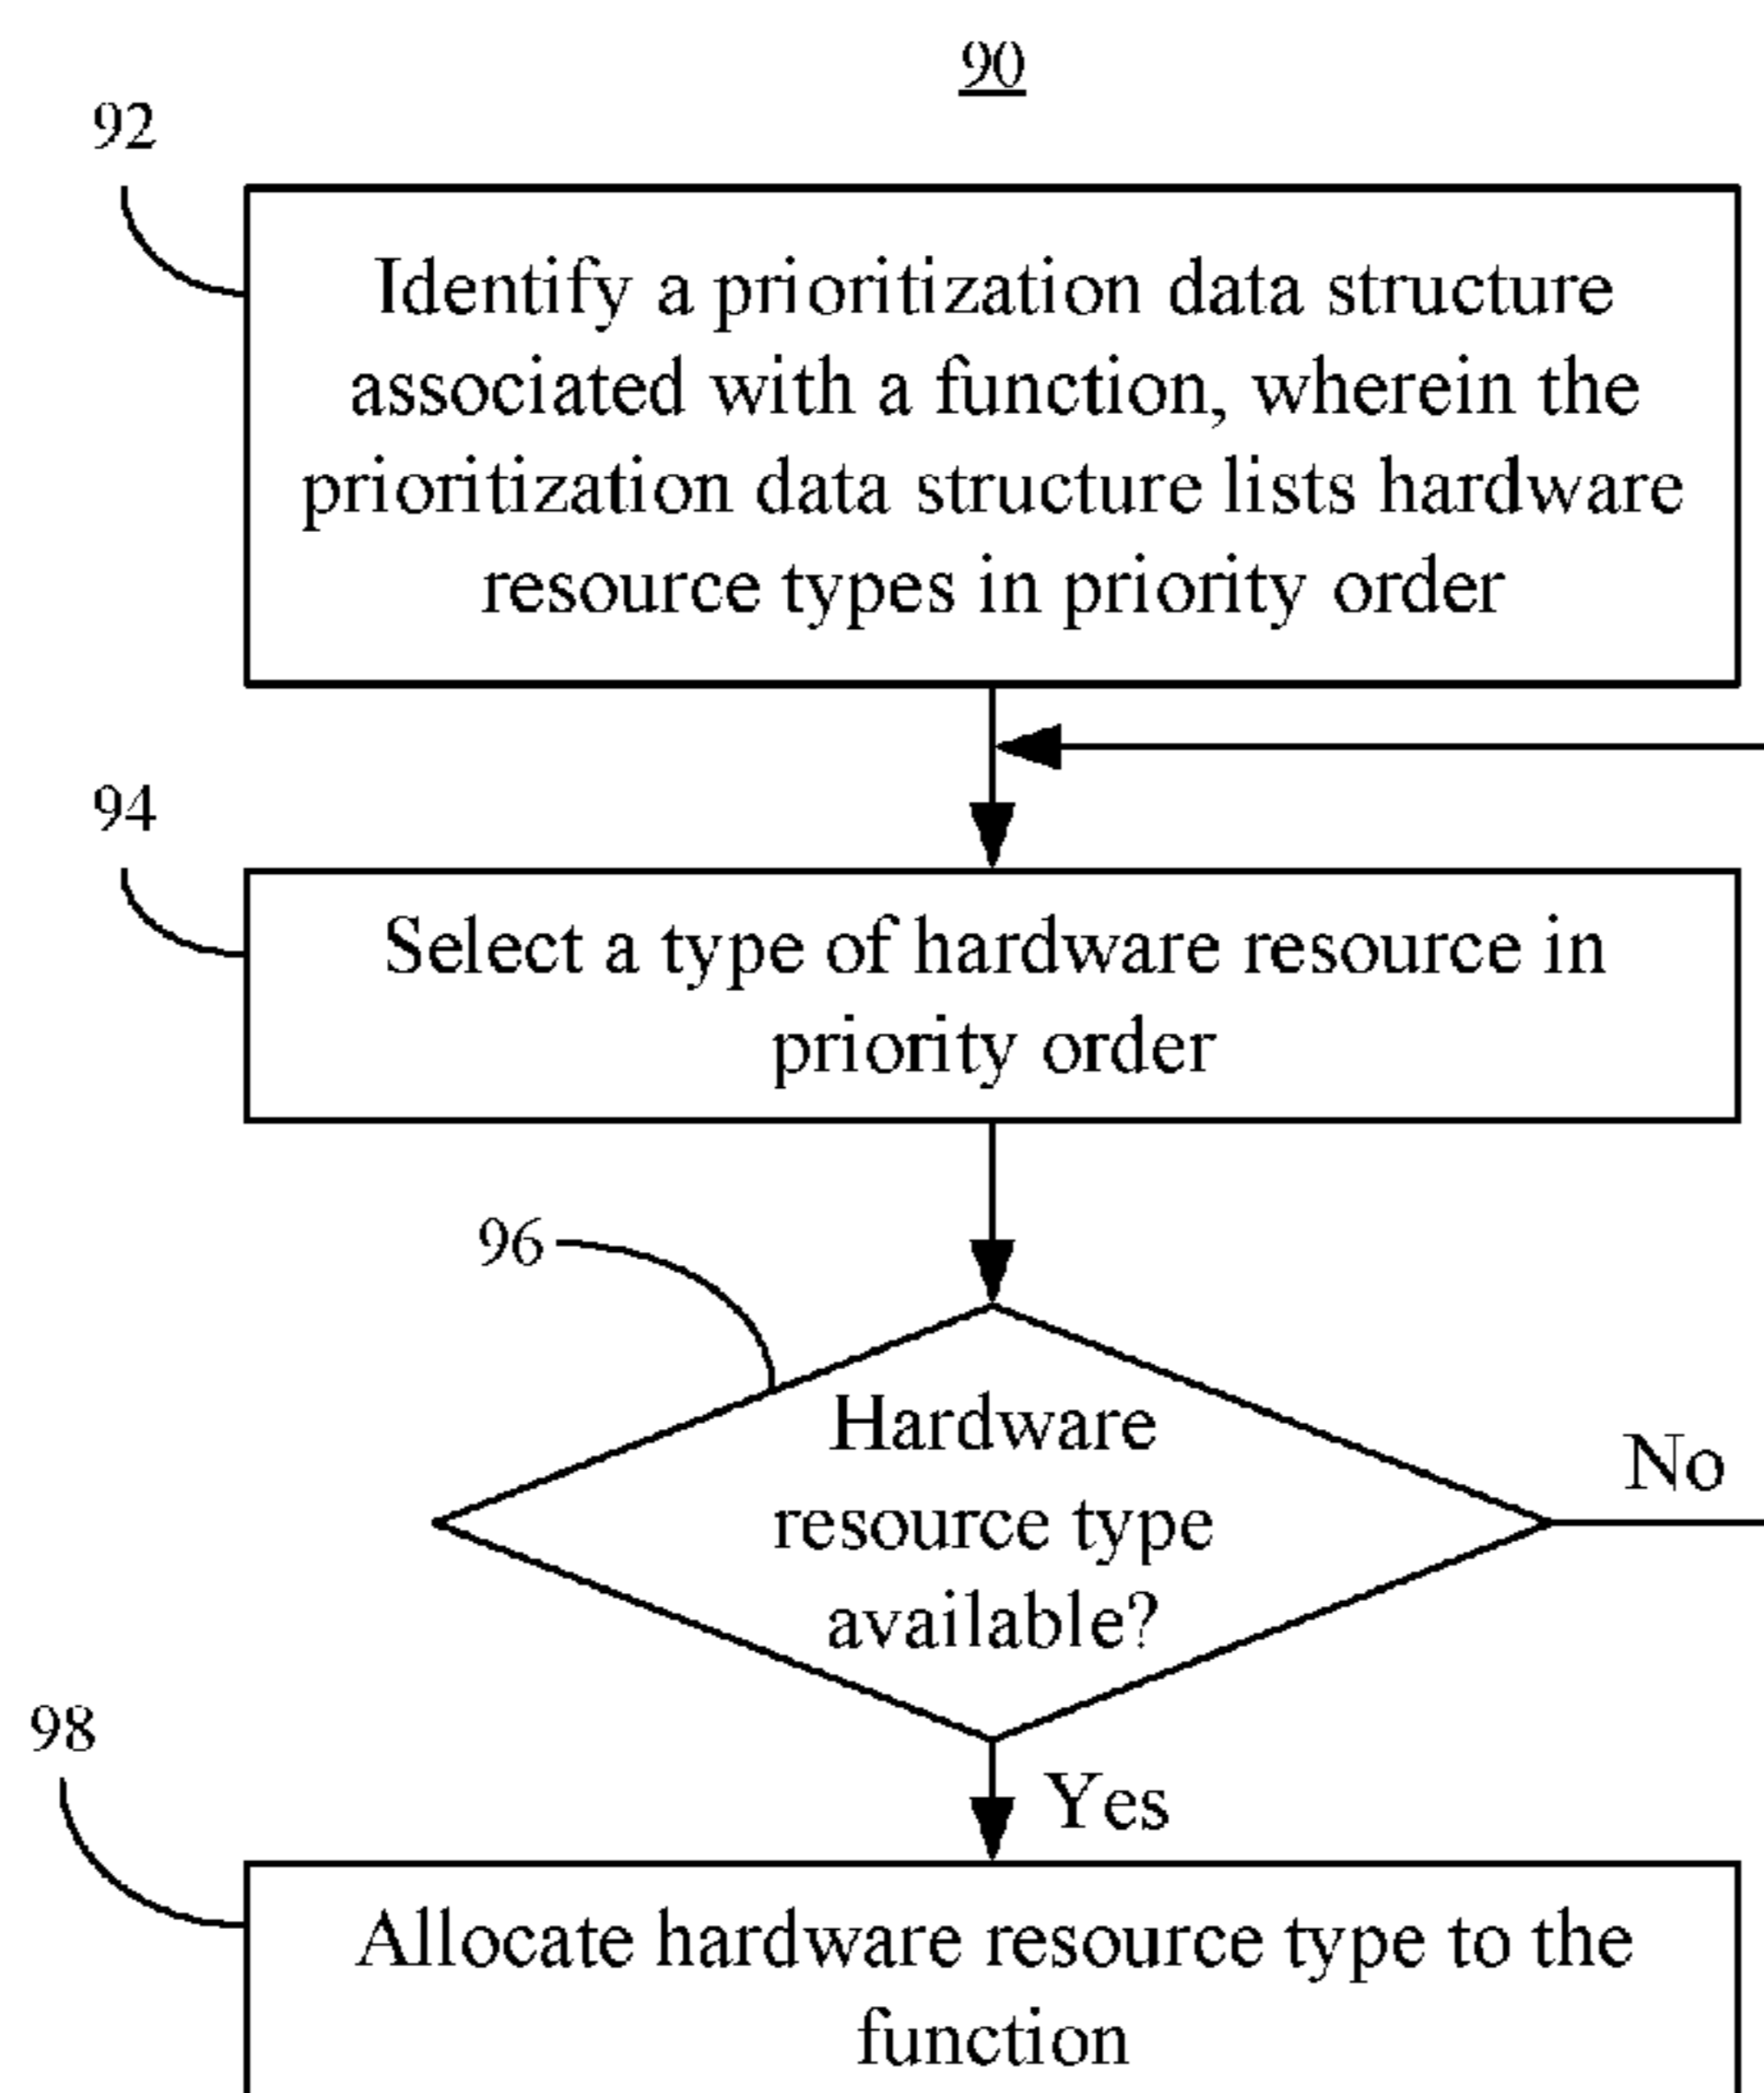 90
92
Identify a prioritization data structure
associated with a function, wherein the
prioritization data structure lists hardware
resource types in priority order
94
Select a type of hardware resource in
priority order
96
Hardware
resource type
available?
No
98
Yes
Allocate hardware resource type to the
function